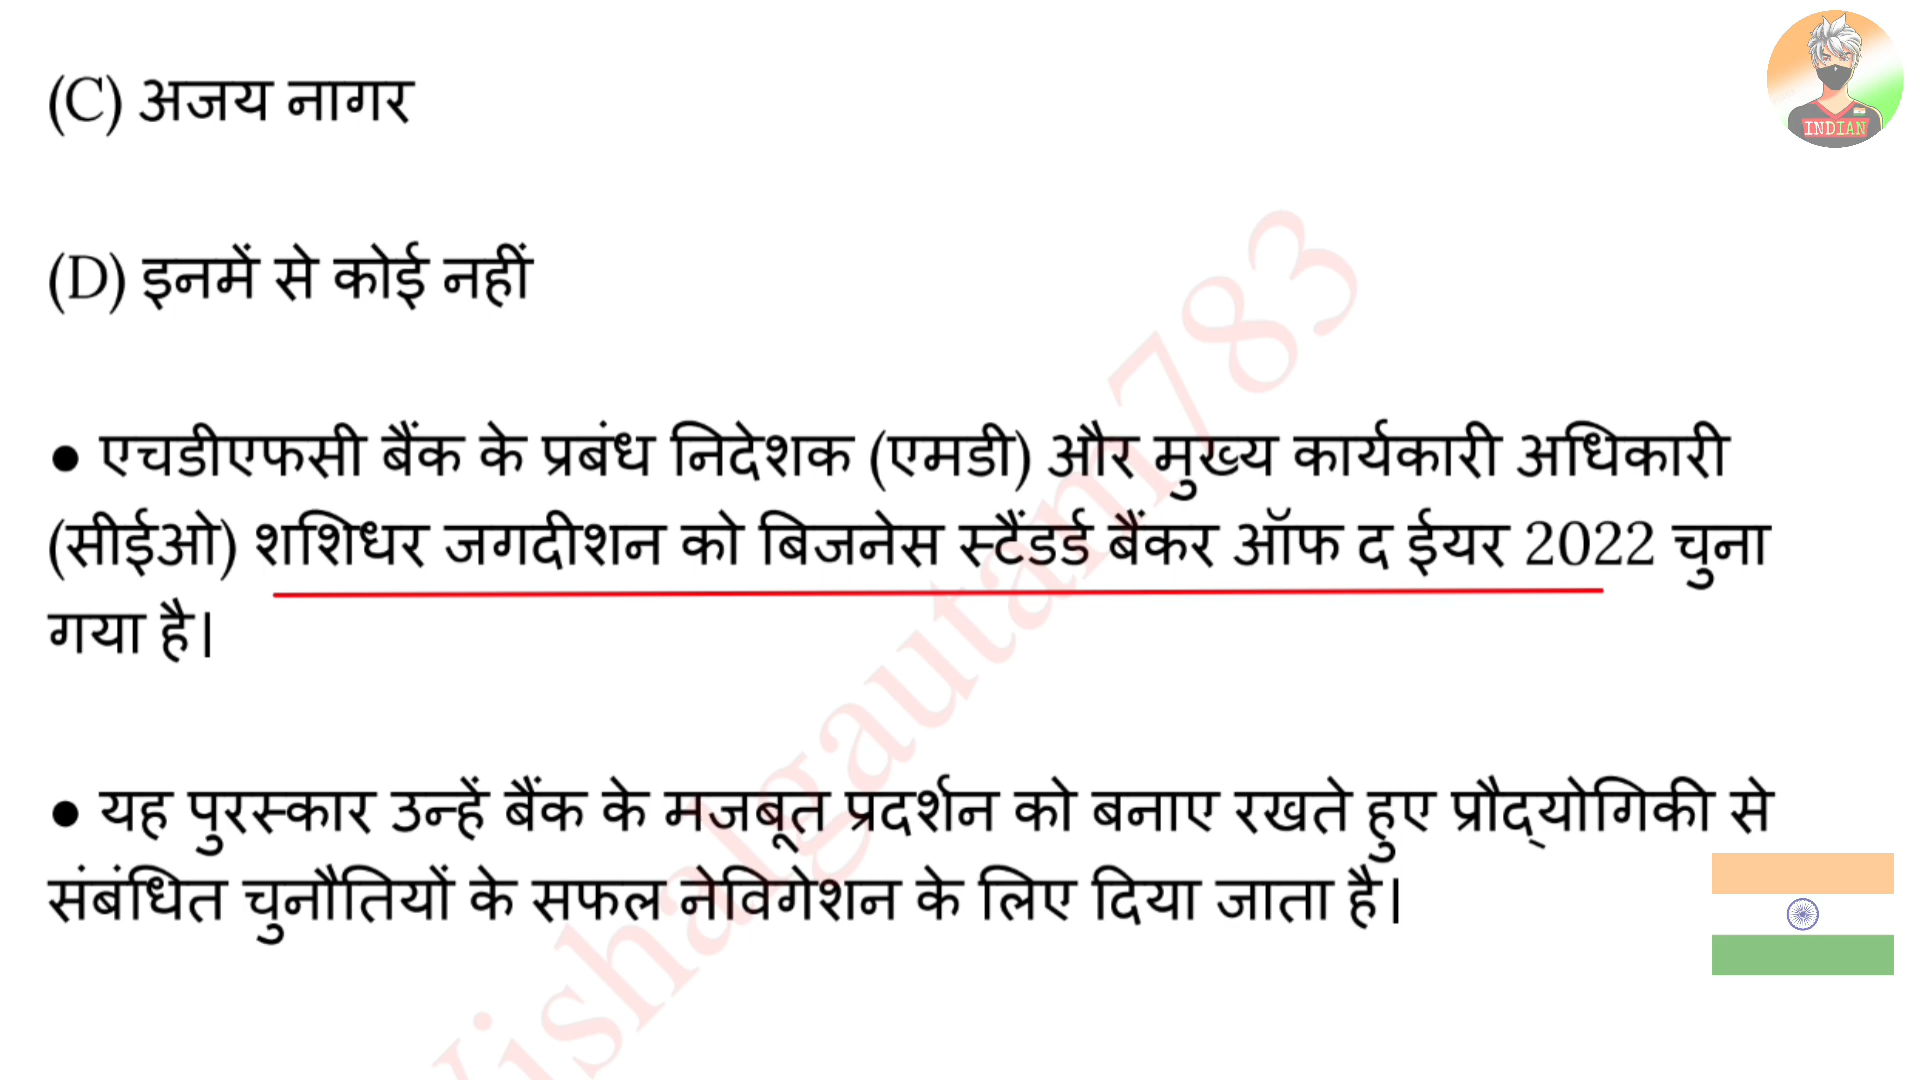 (C) अजय नागर
INDIAN
(D) इनमें से कोई नहीं
● एचडीएफसी बैंक के प्रबंध निदेशक (एमडी) और मुख्य कार्यकारी अधिकारी
(सीईओ) शशिधर जगदीशन को बिजनेस स्टैंडर्ड बैंकर ऑफ द ईयर 2022 चुना
गया है।
● यह पुरस्कार उन्हें बैंक के मजबूत प्रदर्शन को बनाए रखते हुए प्रौद्योगिकी से
संबंधित चुनौतियों के सफल नेविगेशन के लिए दिया जाता है।
Vishalgautam783